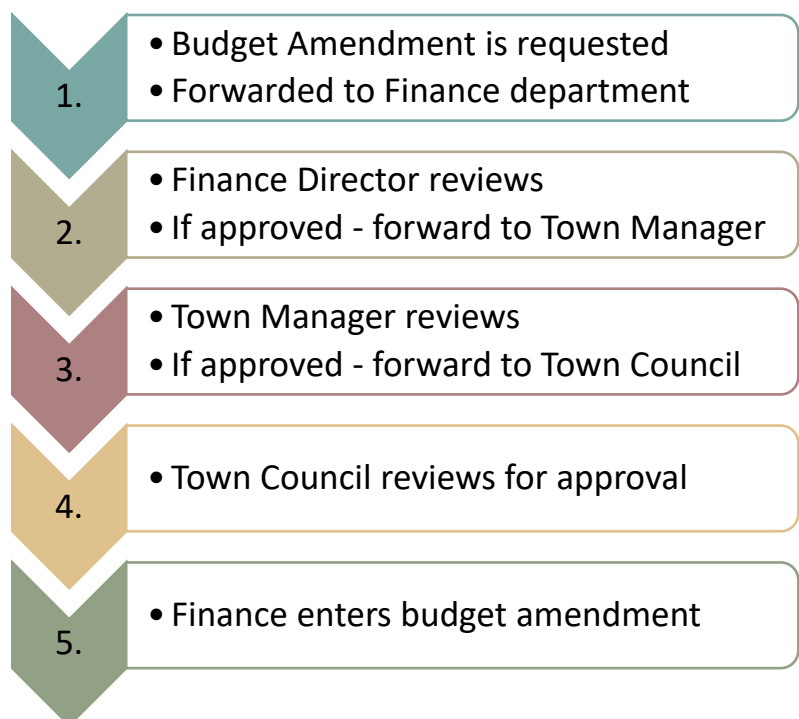 1.
• Budget Amendment is requested
• Forwarded to Finance department
2.
• Finance Director reviews
• If approved - forward to Town Manager
3.
• Town Manager reviews
• If approved - forward to Town Council
4.
• Town Council reviews for approval
5.
• Finance enters budget amendment